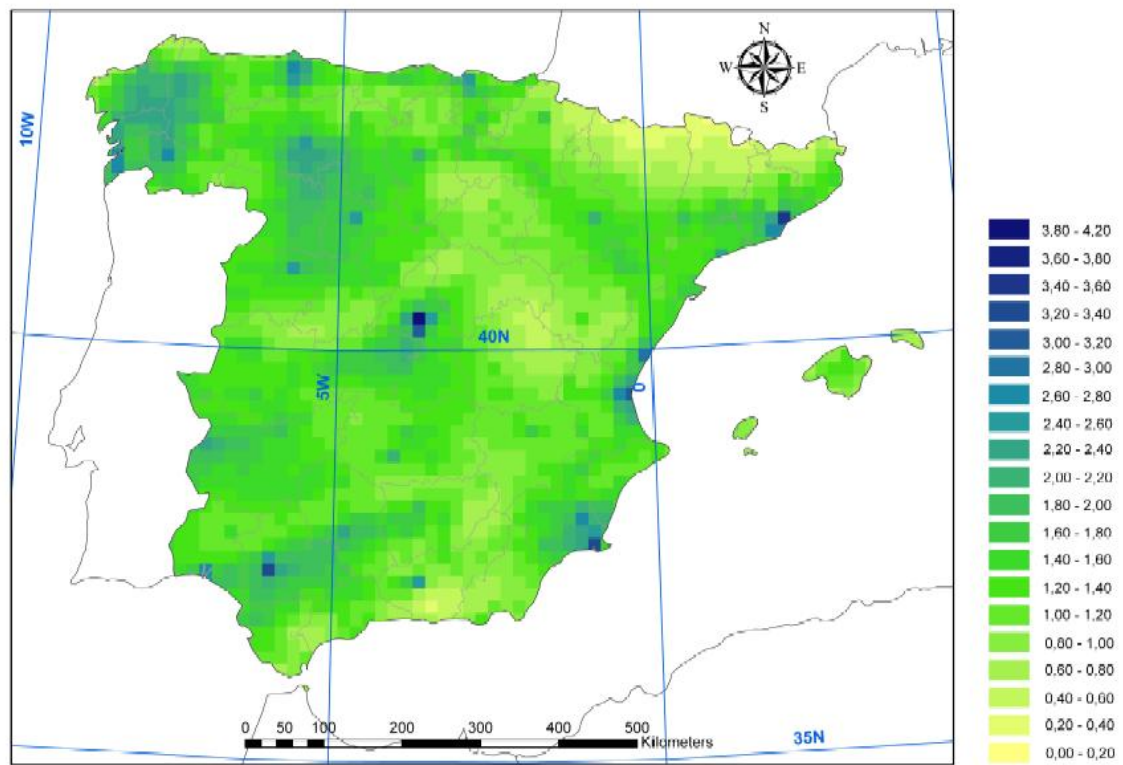 N
W E
S
10W
40N
5W
0
35N
0 50 100 200 300 400 500
Kilometers
3,80 - 4,20
3,60 - 3,80
3,40 - 3,60
3,20 - 3,40
3,00 - 3,20
2,80 - 3,00
2,60 - 2,80
2,40 - 2,60
2,20 - 2,40
2,00 - 2,20
1,80 - 2,00
1,60 - 1,80
1,40 - 1,60
1,20 - 1,40
1,00 - 1,20
0,80 - 1,00
0,60 - 0,80
0,40 - 0,60
0,20 - 0,40
0,00 - 0,20